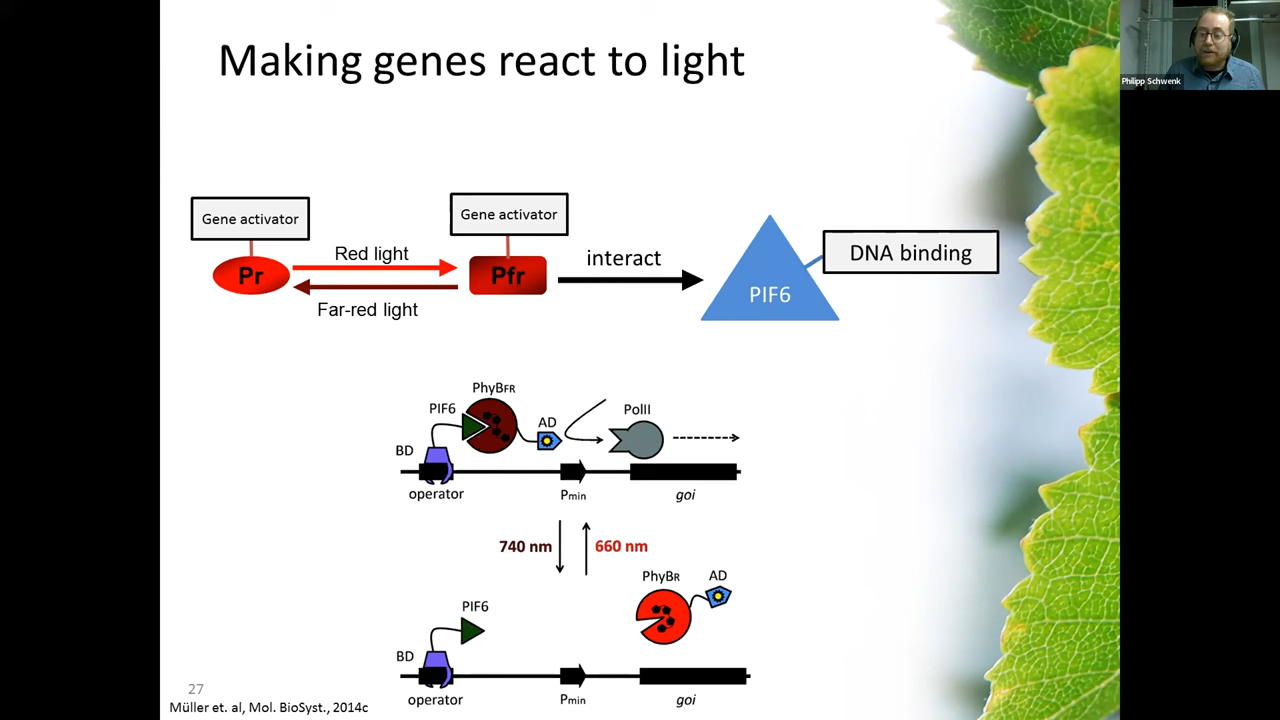 Making genes react to light
Philipp Schwenk
Gene activator
Gene activator
Red light
interact
DNA binding
Pr
Pfr
PIF6
Far-red light
PhyBFR
PIF6
AD
PolII
BD
operator
Pmin
goi
740 nm
660 nm
PhyBR
AD
PIF6
BD
operator
Pmin
goi
27
Müller et. al, Mol. BioSyst., 2014c